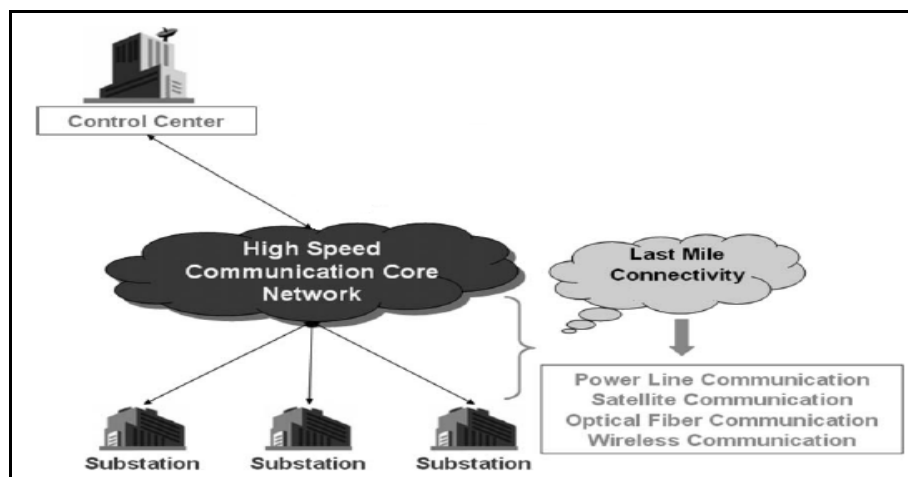 Control Center
High Speed
Communication Core
Network
Last Mile
Connectivity
Power Line Communication
Satellite Communication
Optical Fiber Communication
Wireless Communication
Substation
Substation
Substation